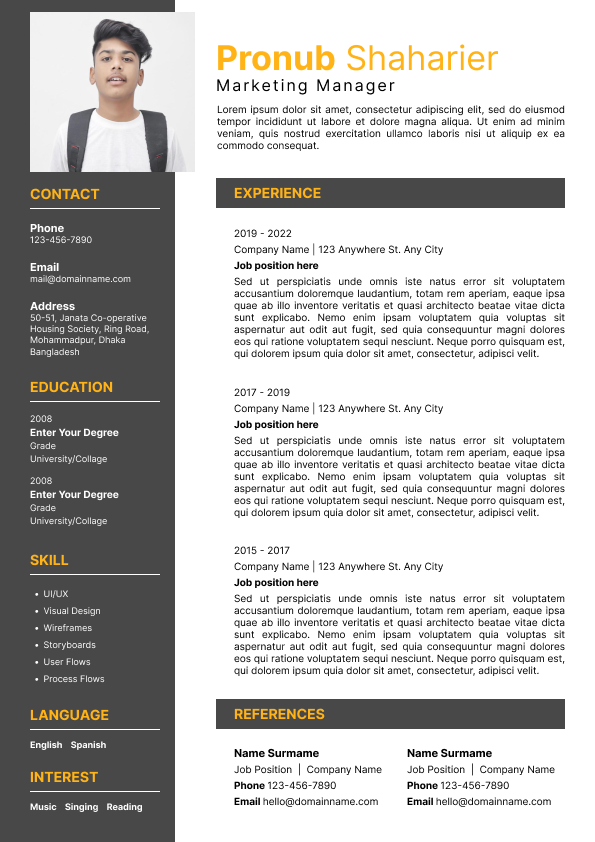 Pronub Shaharier
Marketing Manager
Lorem ipsum dolor sit amet, consectetur adipiscing elit, sed do eiusmod
tempor incididunt ut labore et dolore magna aliqua. Ut enim ad minim
veniam, quis nostrud exercitation ullamco laboris nisi ut aliquip ex ea
commodo consequat.
CONTACT
Phone
123-456-7890
Email
mail@domainname.com
Address
50-51, Janata Co-operative
Housing Society, Ring Road,
Mohammadpur, Dhaka
Bangladesh
EDUCATION
2008
Enter Your Degree
Grade
University/Collage
2008
Enter Your Degree
Grade
University/Collage
SKILL
• UI/UX
• Visual Design
• Wireframes
• Storyboards
• User Flows
• Process Flows
LANGUAGE
English Spanish
INTEREST
Music Singing Reading
EXPERIENCE
2019 - 2022
Company Name | 123 Anywhere St. Any City
Job position here
Sed ut perspiciatis unde omnis iste natus error sit voluptatem
accusantium doloremque laudantium, totam rem aperiam, eaque ipsa
quae ab illo inventore veritatis et quasi architecto beatae vitae dicta
sunt explicabo. Nemo enim ipsam voluptatem quia voluptas sit
aspernatur aut odit aut fugit, sed quia consequuntur magni dolores
eos qui ratione voluptatem sequi nesciunt. Neque porro quisquam est,
qui dolorem ipsum quia dolor sit amet, consectetur, adipisci velit.
2017 - 2019
Company Name | 123 Anywhere St. Any City
Job position here
Sed ut perspiciatis unde omnis iste natus error sit voluptatem
accusantium doloremque laudantium, totam rem aperiam, eaque ipsa
quae ab illo inventore veritatis et quasi architecto beatae vitae dicta
sunt explicabo. Nemo enim ipsam voluptatem quia voluptas sit
aspernatur aut odit aut fugit, sed quia consequuntur magni dolores
eos qui ratione voluptatem sequi nesciunt. Neque porro quisquam est,
qui dolorem ipsum quia dolor sit amet, consectetur, adipisci velit.
2015 - 2017
Company Name | 123 Anywhere St. Any City
Job position here
Sed ut perspiciatis unde omnis iste natus error sit voluptatem
accusantium doloremque laudantium, totam rem aperiam, eaque ipsa
quae ab illo inventore veritatis et quasi architecto beatae vitae dicta
sunt explicabo. Nemo enim ipsam voluptatem quia voluptas sit
aspernatur aut odit aut fugit, sed quia consequuntur magni dolores
eos qui ratione voluptatem sequi nesciunt. Neque porro quisquam est,
qui dolorem ipsum quia dolor sit amet, consectetur, adipisci velit.
REFERENCES
Name Surname
Job Position | Company Name
Phone 123-456-7890
Email hello@domainname.com
Name Surname
Job Position | Company Name
Phone 123-456-7890
Email hello@domainname.com